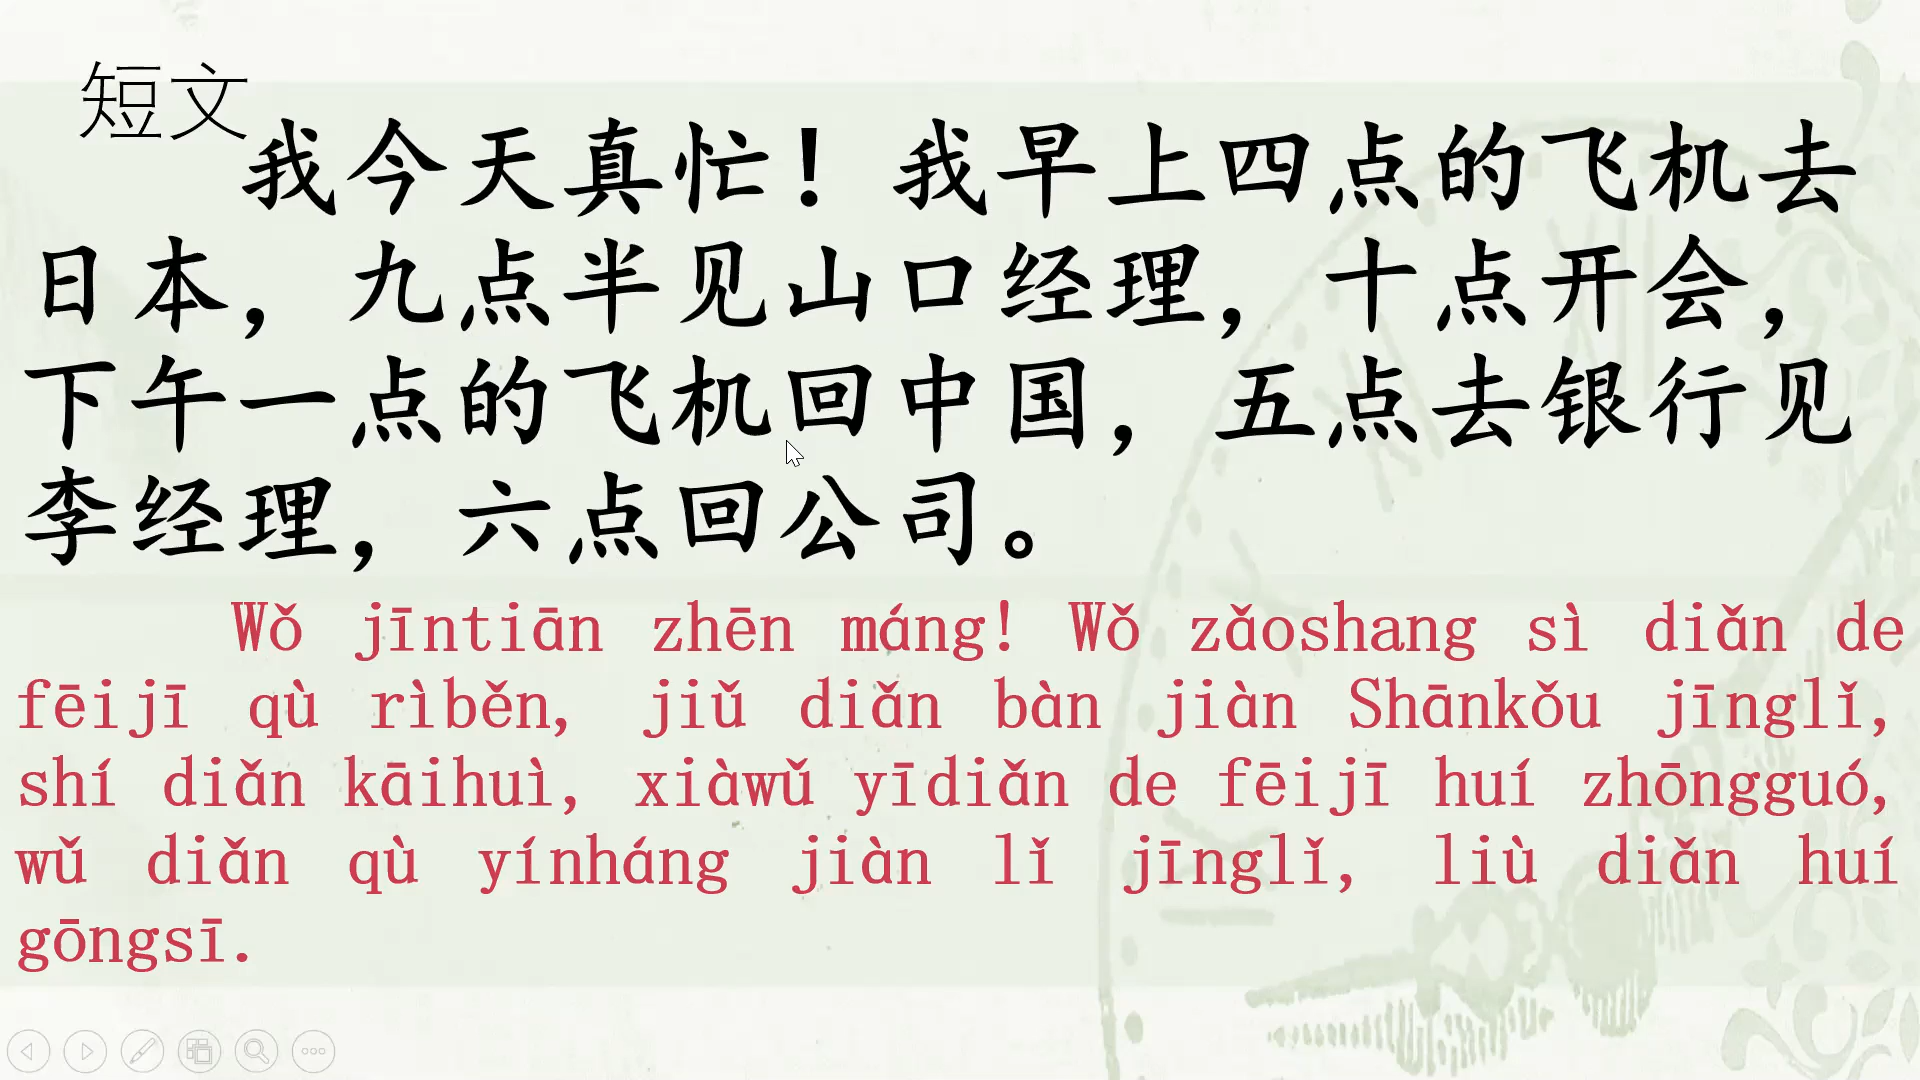 短文
我今天真忙！我早上四点的飞机去
日本，九点半见山口经理，十点开会，
下午一点的飞机回中国，五点去银行见
李经理，六点回公司。
Wǒ jīntiān zhēn máng! Wǒ zǎoshang sì diǎn de
fēijī qù rìběn, jiǔ diǎn bàn jiàn Shānkǒu jīnglǐ,
shí diǎn kāihuì, xiàwǔ yīdiǎn de fēijī huí zhōngguó,
wǔ diǎn qù yínháng jiàn lǐ jīnglǐ, liù diǎn huí
gōngsī.